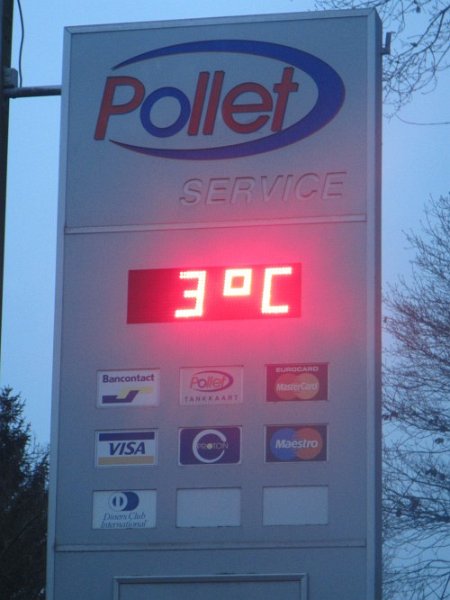 Pollet
SERVICE
3°C
Bancontact
Pollet
TANKKAART
EUROCARD
MasterCard
VISA
PROTON
Maestro
Diners Club
International